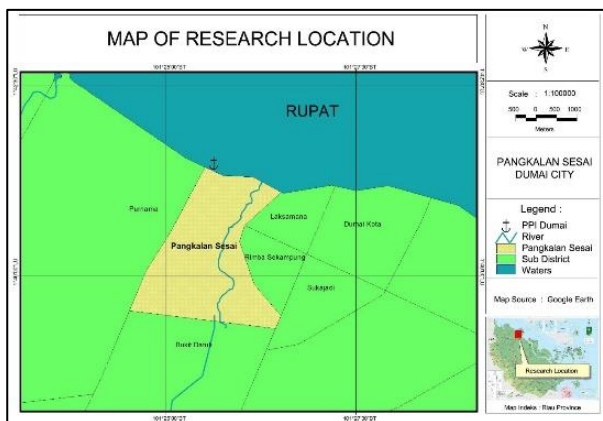 MAP OF RESEARCH LOCATION
N
W E
S
Scale : 1:100000
500 0 500 1000
Meters
PANGKALAN SESAI
DUMAI CITY
Legend :
PPI Dumai
River
Pangkalan Sesai
Sub District
Waters
Map Source : Google Earth
Research Location
Map Indeks : Riau Province
RUPAT
Purnama
Laksamana
Dumai Kota
Pangkalan Sesai
Rimba Sekampung
Sukajadi